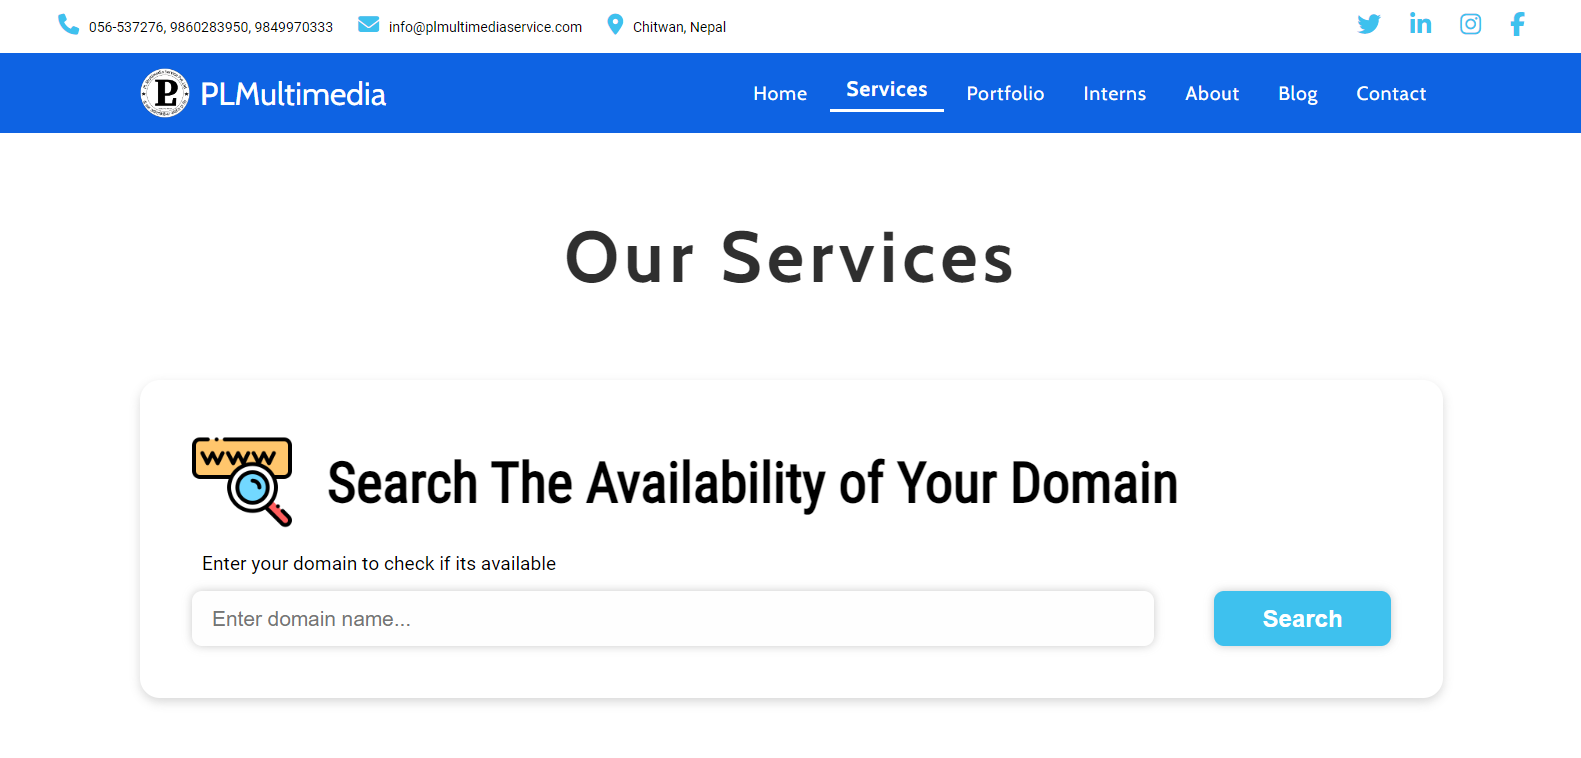 056-537276, 9860283950, 9849970333 info@plmultimediaservice.com Chitwan, Nepal
PL PLMultimedia Home Services Portfolio Interns About Blog Contact
Our Services
www
Search The Availability of Your Domain
Enter your domain to check if its available
Enter domain name... Search